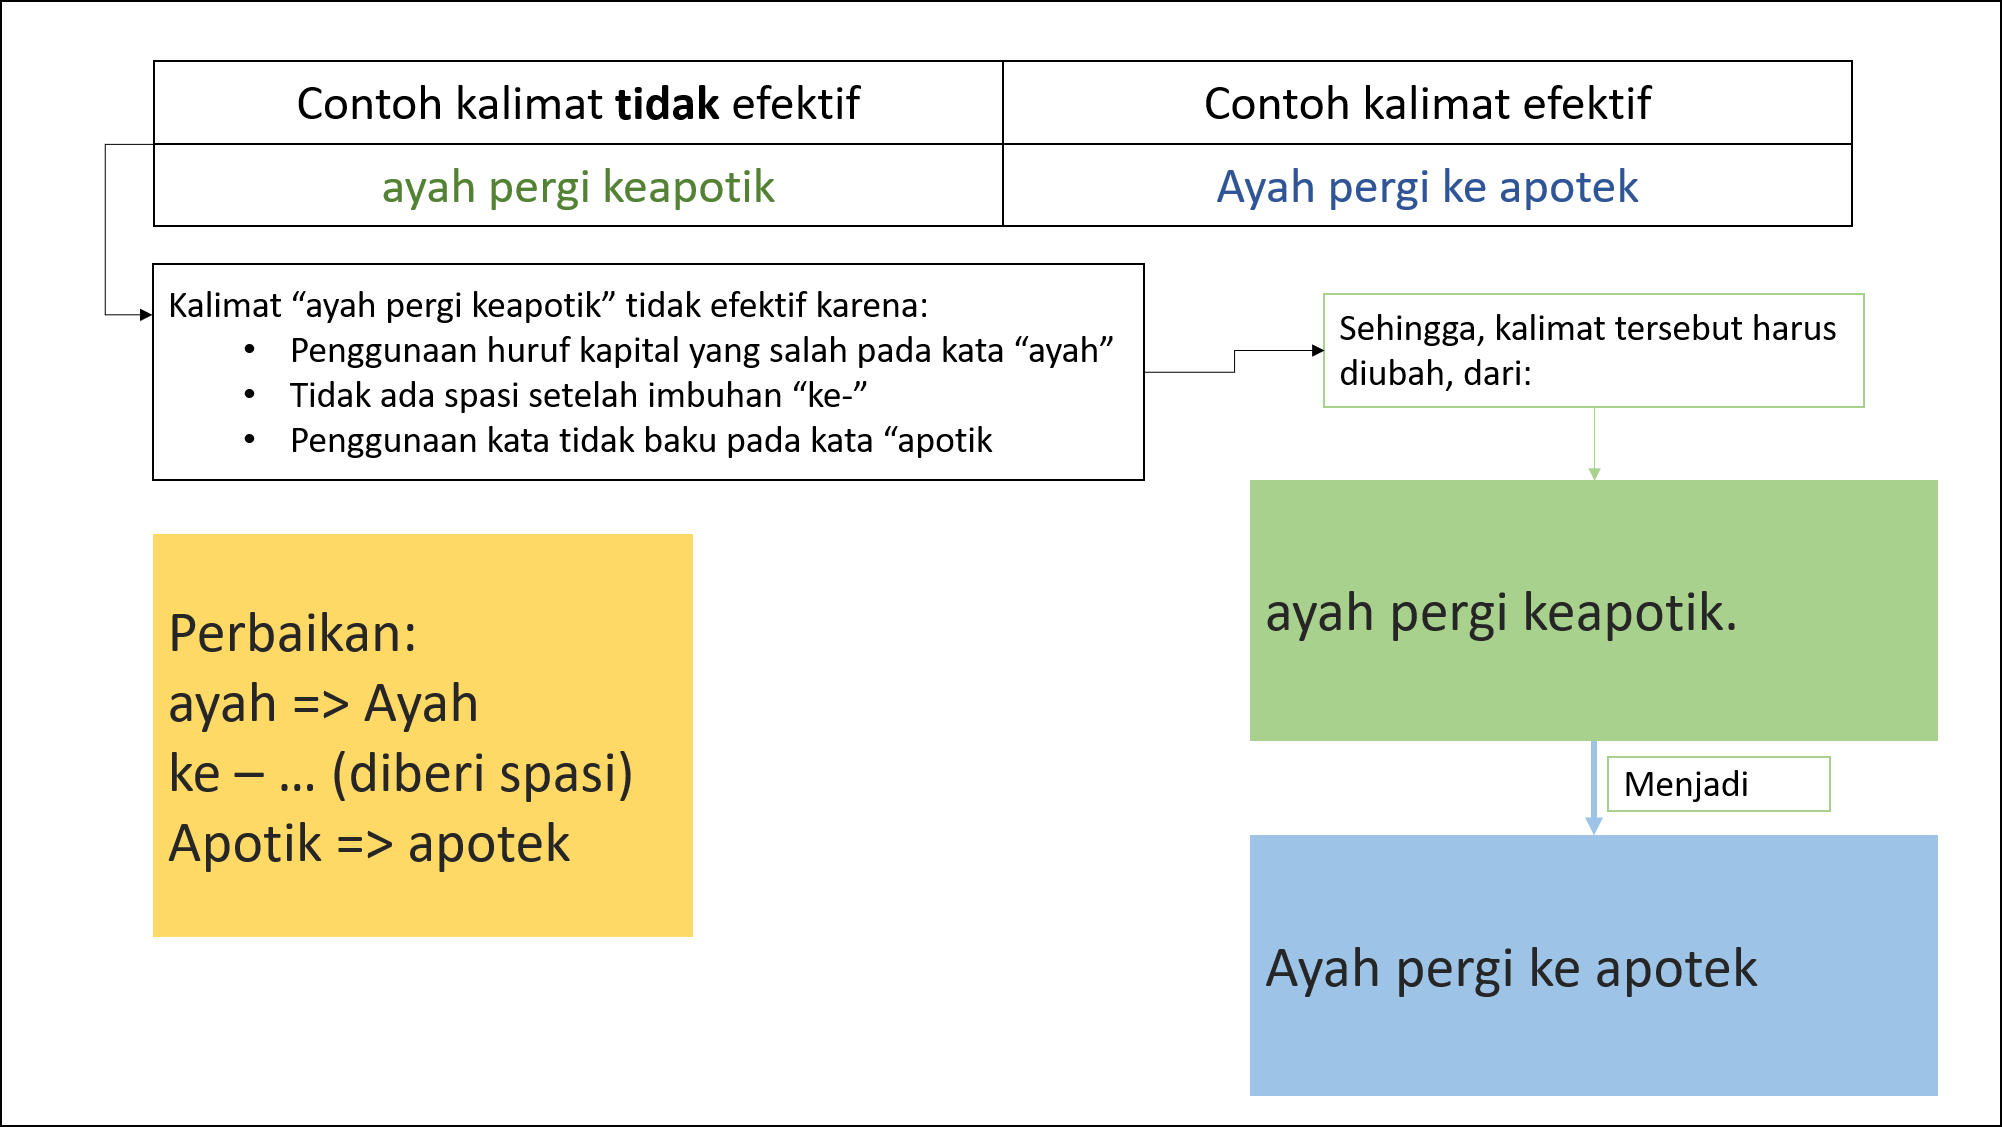 Contoh kalimat tidak efektif
Contoh kalimat efektif
ayah pergi keapotik
Ayah pergi ke apotek
Kalimat “ayah pergi keapotik” tidak efektif karena:
• Penggunaan huruf kapital yang salah pada kata “ayah”
• Tidak ada spasi setelah imbuhan “ke-”
• Penggunaan kata tidak baku pada kata “apotik
Sehingga, kalimat tersebut harus
diubah, dari:
ayah pergi keapotik.
Menjadi
Ayah pergi ke apotek
Perbaikan:
ayah => Ayah
ke – ... (diberi spasi)
Apotik => apotek